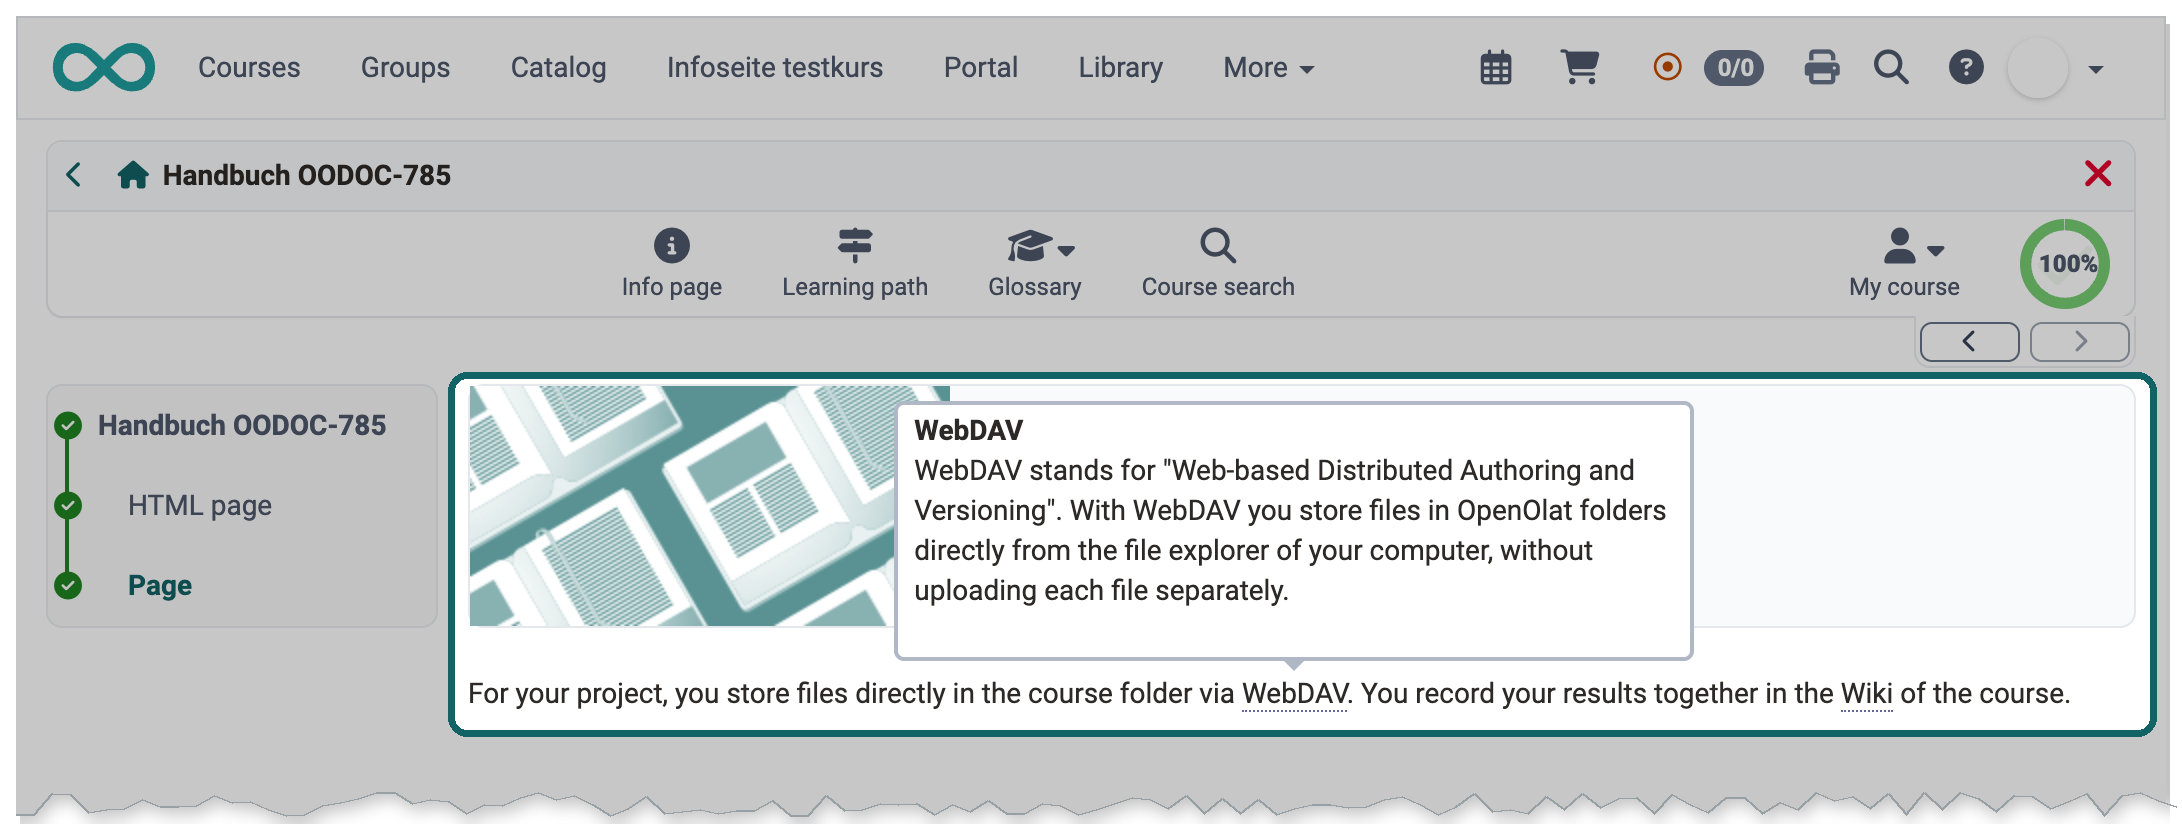 Courses Groups Catalog Infoseite testkurs Portal Library More 0/0
Handbuch OODOC-785
Info page Learning path Glossary Course search My course 100%
Handbuch OODOC-785
HTML page
Page
WebDAV
WebDAV stands for "Web-based Distributed Authoring and
Versioning". With WebDAV you store files in OpenOlat folders
directly from the file explorer of your computer, without
uploading each file separately.
For your project, you store files directly in the course folder via WebDAV. You record your results together in the Wiki of the course.